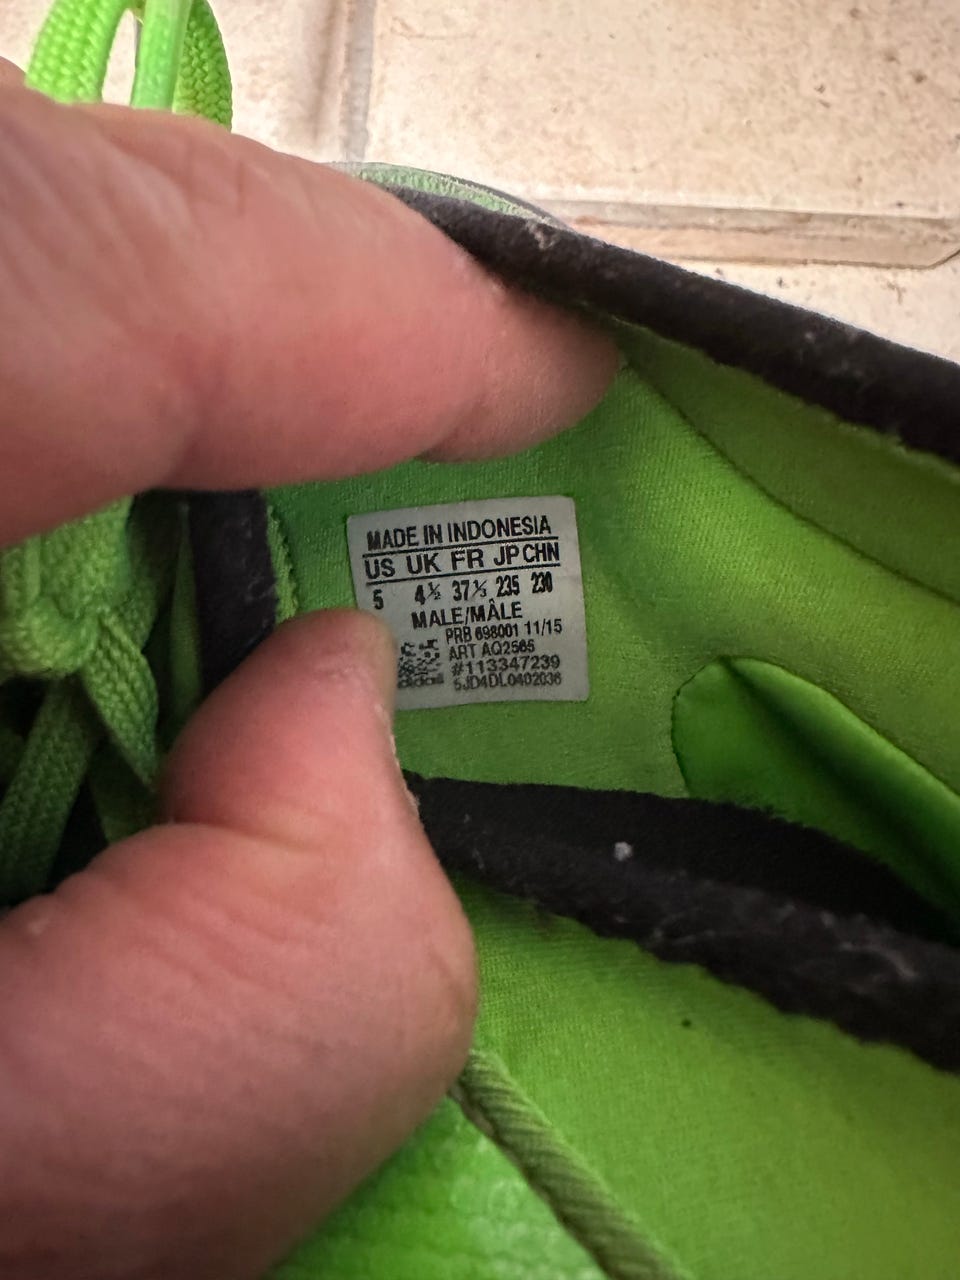 MADE IN INDONESIA
US UK FR JP CHN
5 4½ 37⅓ 235 230
MALE/MÂLE
PRB 698001 11/15
ART AQ2565
#113347239
adidas 5JD4DL0402036